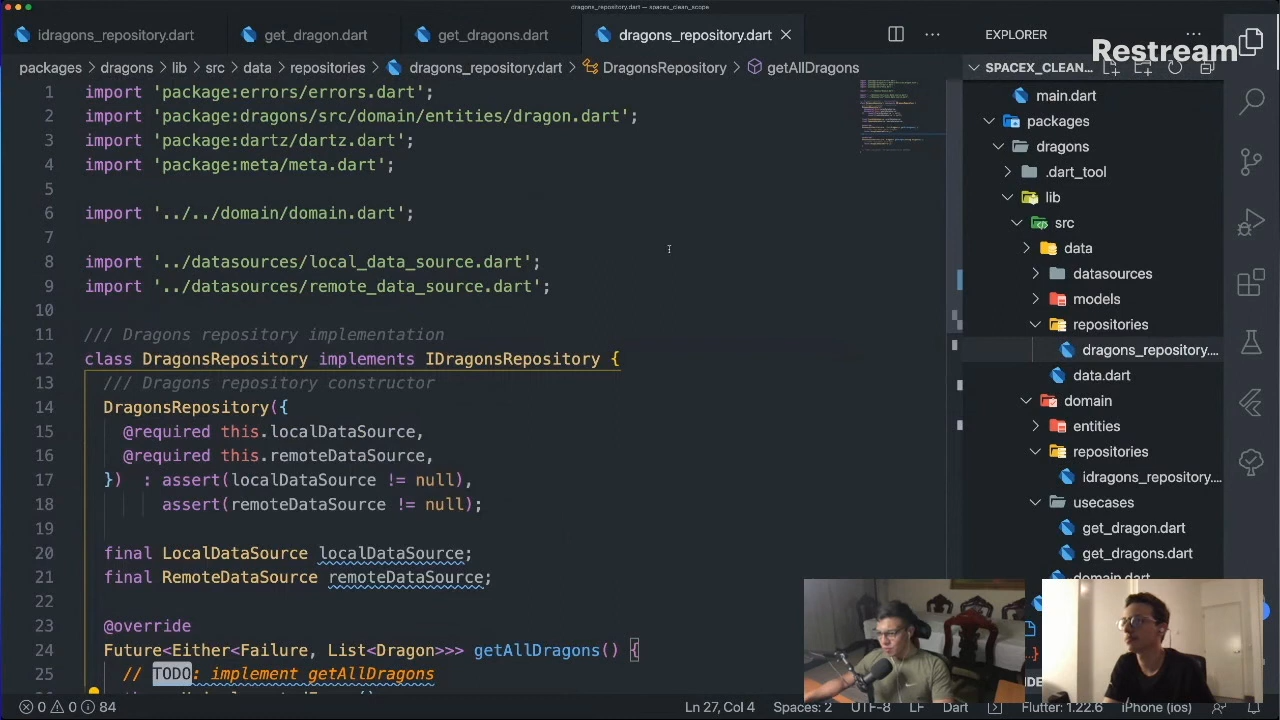 dragons_repository.dart — spacex_clean_scope
idragons_repository.dart
get_dragon.dart
get_dragons.dart
dragons_repository.dart
EXPLORER
Restream
packages > dragons > lib > src > data > repositories > dragons_repository.dart > DragonsRepository > getAllDragons
SPACEX_CLEAN...
1 import 'package:errors/errors.dart';
2 import 'package:dragons/src/domain/entities/dragon.dart';
3 import 'package:dartz/dartz.dart';
4 import 'package:meta/meta.dart';
5
6 import '../../domain/domain.dart';
7
8 import '../datasources/local_data_source.dart';
9 import '../datasources/remote_data_source.dart';
10
11 /// Dragons repository implementation
12 class DragonsRepository implements IDragonsRepository {
13 /// Dragons repository constructor
14 DragonsRepository({
15 @required this.localDataSource,
16 @required this.remoteDataSource,
17 }) : assert(localDataSource != null),
18 assert(remoteDataSource != null);
19
20 final LocalDataSource localDataSource;
21 final RemoteDataSource remoteDataSource;
22
23 @override
24 Future<Either<Failure, List<Dragon>>> getAllDragons() {
25 // TODO: implement getAllDragons
main.dart
packages
dragons
.dart_tool
lib
src
data
datasources
models
repositories
dragons_repository....
data.dart
domain
entities
repositories
idragons_repository....
usecases
get_dragon.dart
get_dragons.dart
domain.dart
0 0 84
Ln 27, Col 4
Spaces: 2
UTF-8
LF
Dart
Flutter: 1.22.6
iPhone (ios)